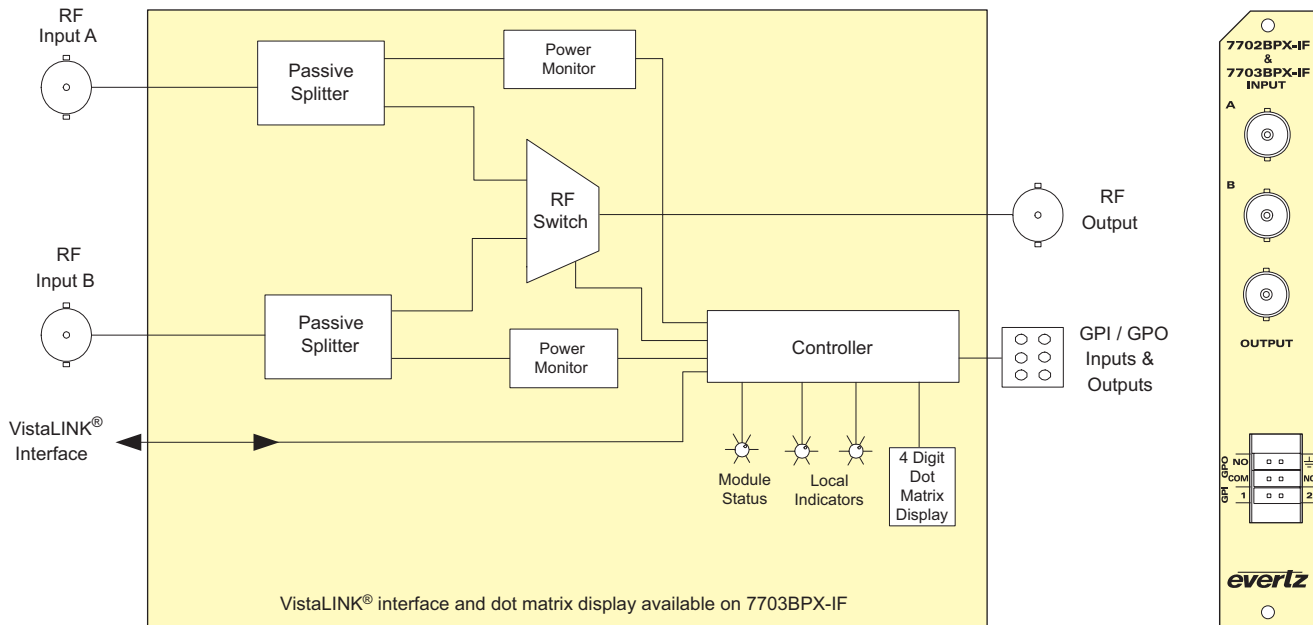 RF
Input A
Passive
Splitter
Power
Monitor
RF
Switch
RF
Output
RF
Input B
Passive
Splitter
Power
Monitor
Controller
GPI / GPO
Inputs &
Outputs
VistaLINK®
Interface
Module
Status
Local
Indicators
4 Digit
Dot
Matrix
Display
VistaLINK® interface and dot matrix display available on 7703BPX-IF
7702BPX-IF
&
7703BPX-IF
INPUT
A
B
OUTPUT
GPO
NO
COM
NC
GPI
1
2
evertz